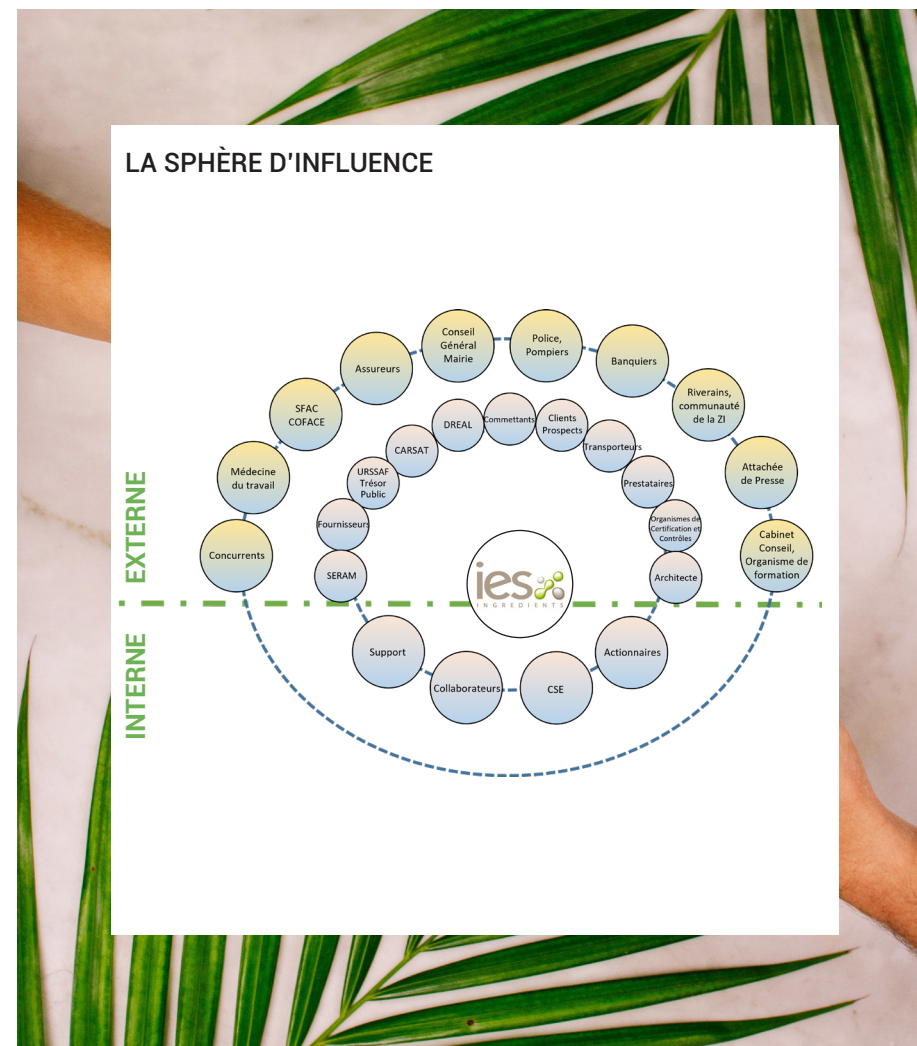 LA SPHÈRE D'INFLUENCE
Conseil
Général
Mairie
Police,
Pompiers
Assureurs
Banquiers
SFAC
COFACE
Riverains,
communauté
de la ZI
Médecine
du travail
Attachée
de Presse
Concurrents
Cabinet
Conseil,
Organisme de
formation
Commettants
DREAL
Clients
Prospects
CARSAT
Transporteurs
URSSAF
Trésor
Public
Prestataires
Fournisseurs
Organismes de
Certification et
Contrôles
SERAM
Architecte
EXTERNE
ies
INGREDIENTS
INTERNE
Support
Actionnaires
Collaborateurs
CSE